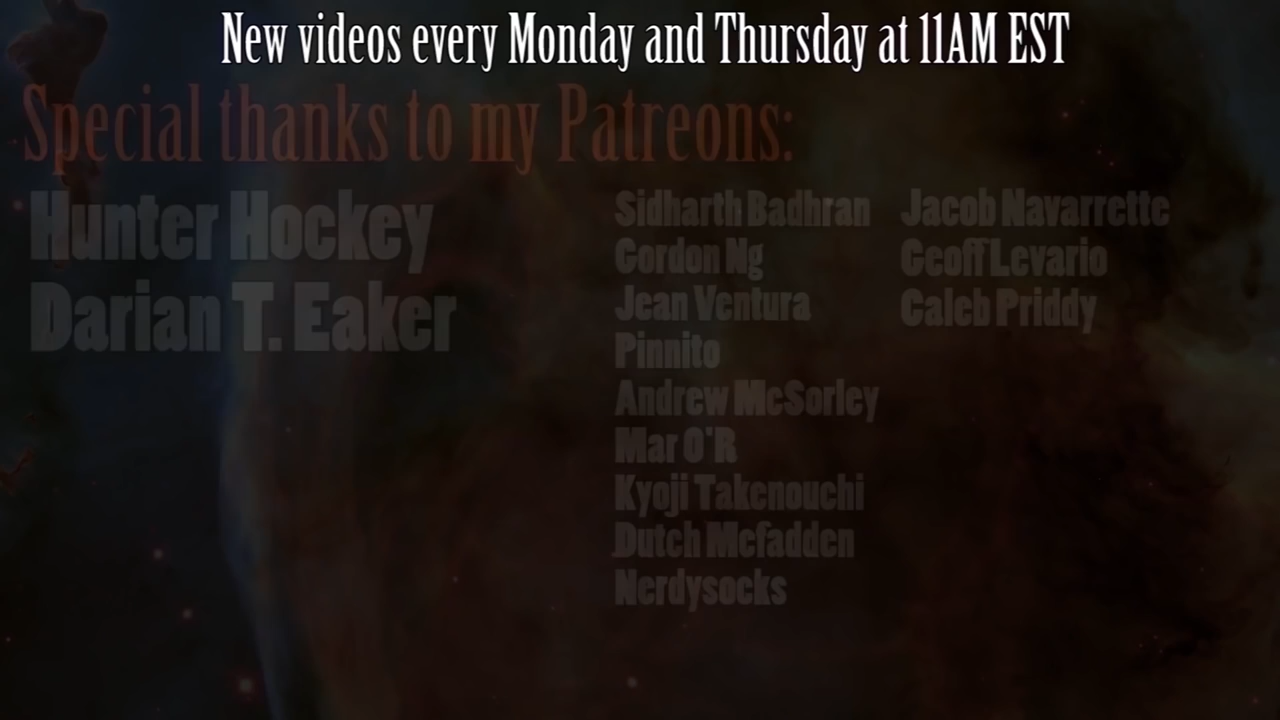 New videos every Monday and Thursday at 11AM EST
Special thanks to my Patreons:
Hunter Hockey
Darian T. Eaker
Sidharth Badhran
Gordon Ng
Jean Ventura
Pinnito
Andrew McSorley
Mar O'R
Kyoji Takenouchi
Dutch Mcfadden
Nerdysocks
Jacob Navarrette
Geoff Levario
Caleb Priddy